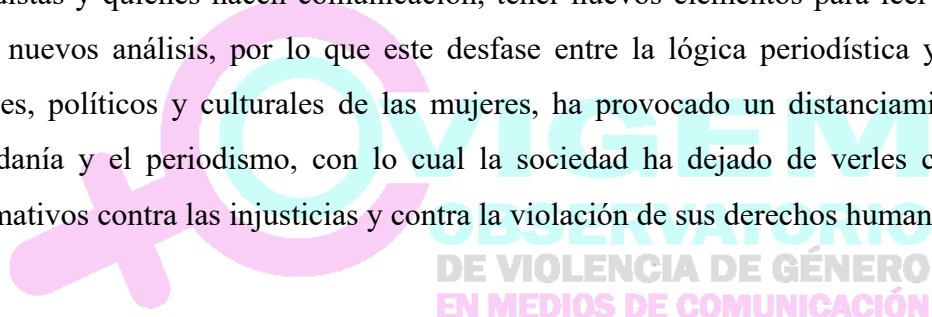 distas y quienes hacen comunicación, tener nuevos elementos para leer
nuevos análisis, por lo que este desfase entre la lógica periodística y
es, políticos y culturales de las mujeres, ha provocado un distanciami
danía y el periodismo, con lo cual la sociedad ha dejado de verles c
mativos contra las injusticias y contra la violación de sus derechos human
OVIGEM
OBSERVATORIO
DE VIOLENCIA DE GÉNERO
EN MEDIOS DE COMUNICACIÓN